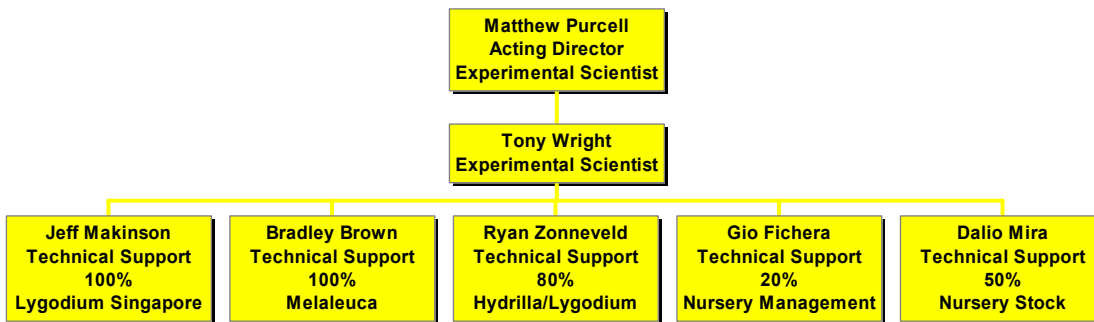 Matthew Purcell
Acting Director
Experimental Scientist
Tony Wright
Experimental Scientist
Jeff Makinson
Technical Support
100%
Lygodium Singapore
Bradley Brown
Technical Support
100%
Melaleuca
Ryan Zonneveld
Technical Support
80%
Hydrilla/Lygodium
Gio Fichera
Technical Support
20%
Nursery Management
Dalio Mira
Technical Support
50%
Nursery Stock